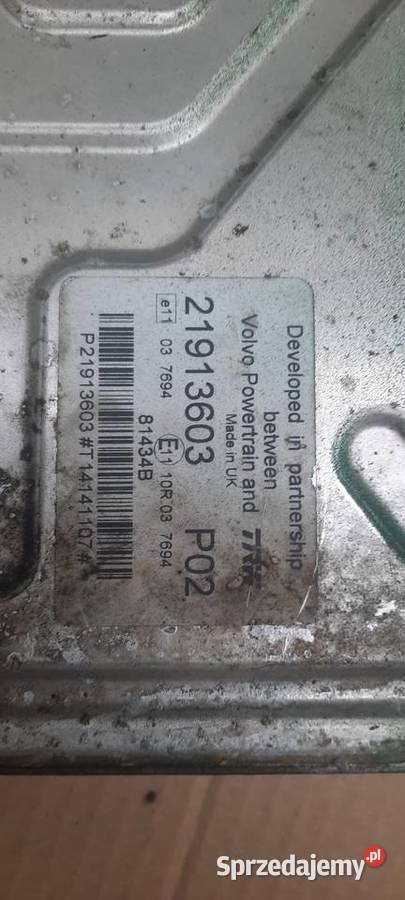 Developed in partnership
between
Volvo Powertrain and TRW
Made in UK
21913603 P02
e11 03 7694 E11 10R 03 7694
81434B
P21913603#T14141107#
Sprzedajemy.pl